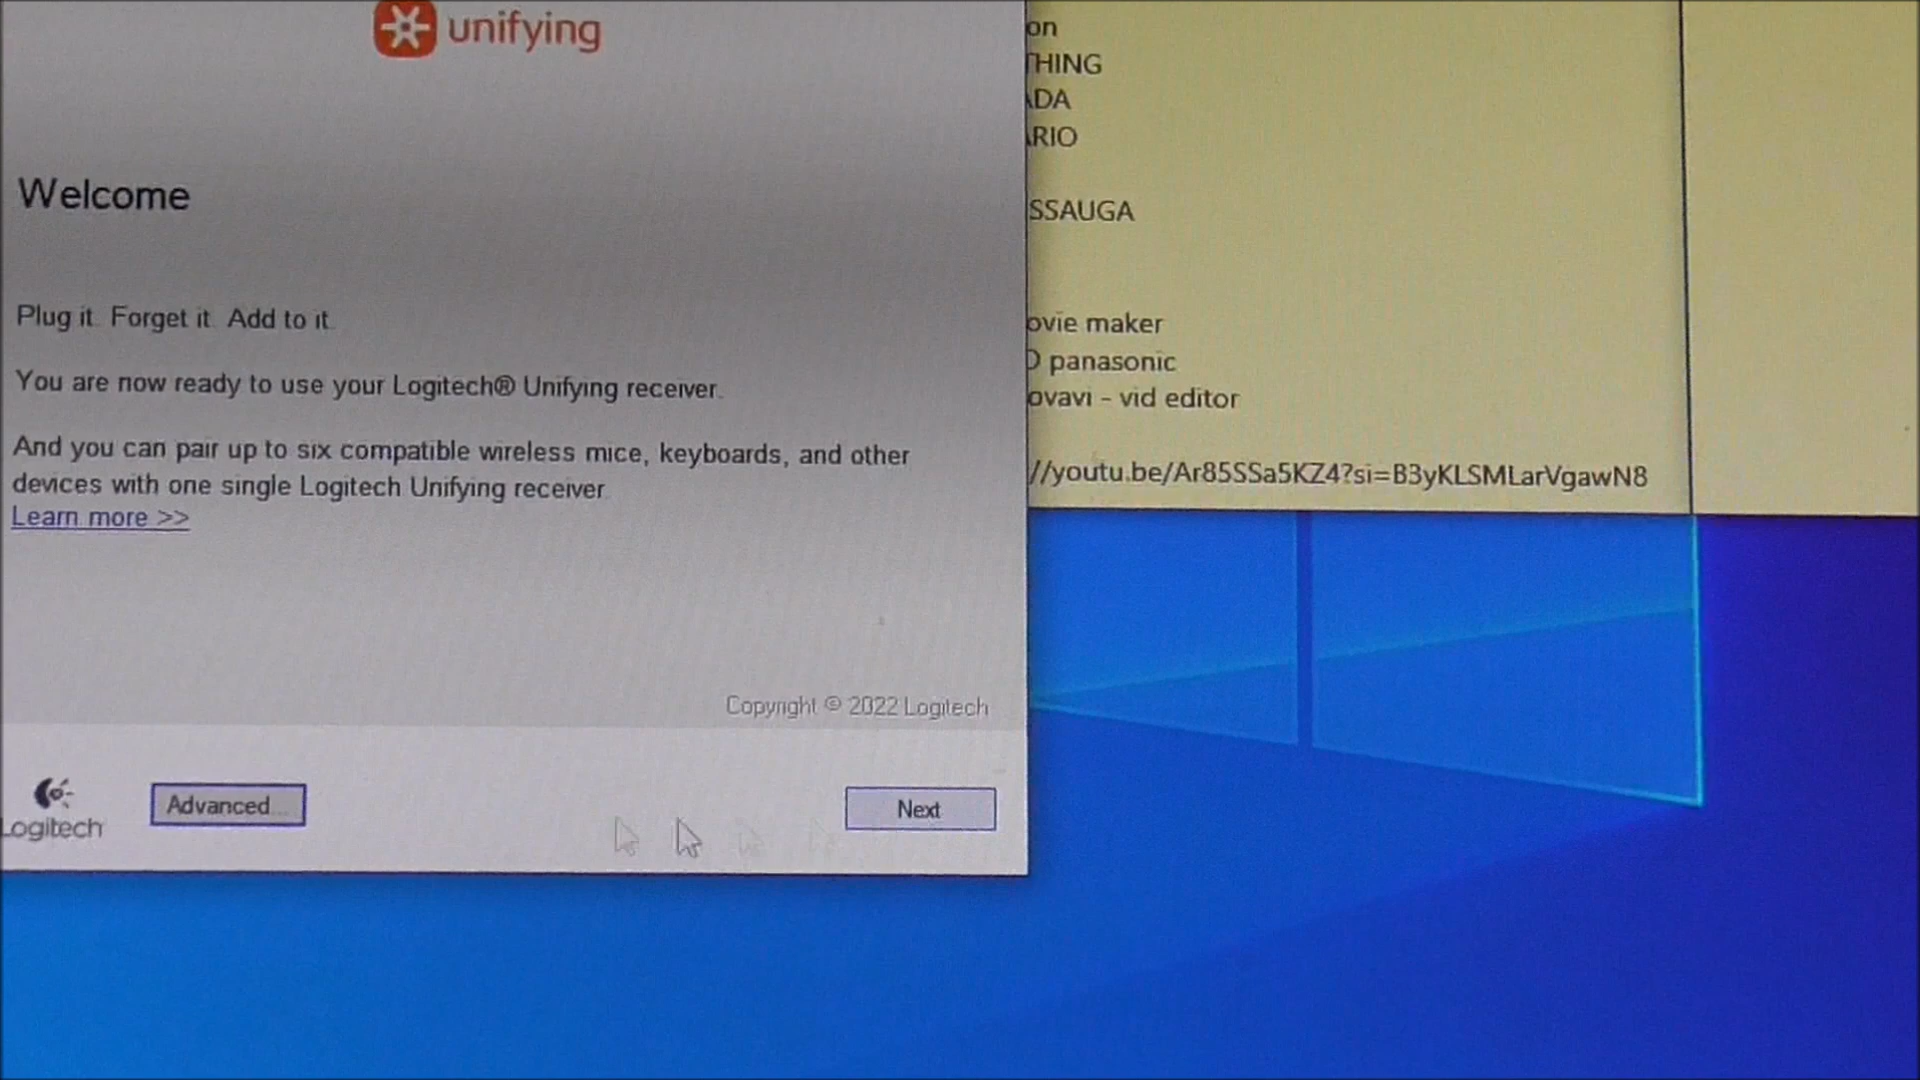 unifying
Welcome
Plug it. Forget it. Add to it.
You are now ready to use your Logitech® Unifying receiver.
And you can pair up to six compatible wireless mice, keyboards, and other
devices with one single Logitech Unifying receiver.
Learn more >>
Copyright © 2022 Logitech
Logitech
Advanced...
Next
on
THING
ADA
ARIO
SSAUGA
ovie maker
D panasonic
ovavi - vid editor
//youtu.be/Ar85SSa5KZ4?si=B3yKLSMLarVgawN8